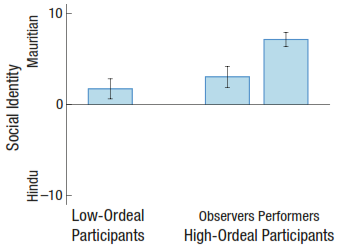 10
Mauritian
Social Identity
0
Hindu
–10
Low-Ordeal
Participants
Observers Performers
High-Ordeal Participants